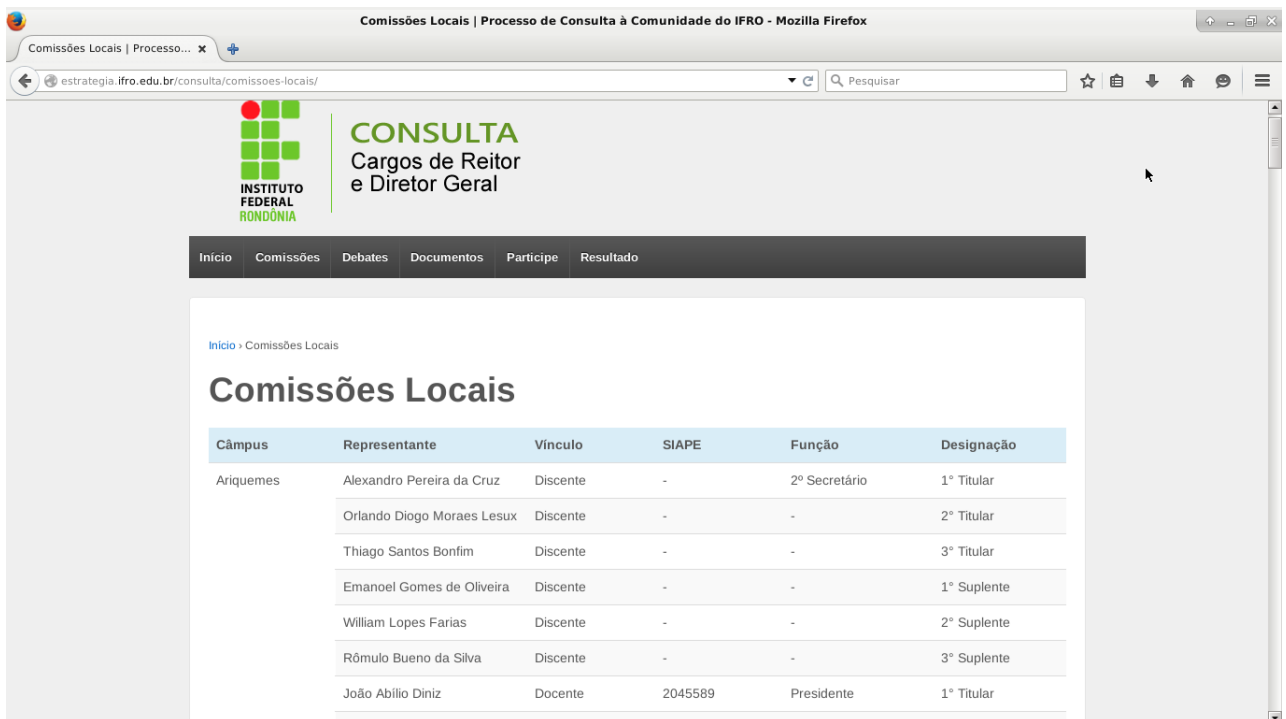 Comissões Locais | Processo de Consulta à Comunidade do IFRO - Mozilla Firefox
Comissões Locais | Processo...
estrategia.ifro.edu.br/consulta/comissoes-locais/
Pesquisar
INSTITUTO
FEDERAL
RONDÔNIA
CONSULTA
Cargos de Reitor
e Diretor Geral
Início Comissões Debates Documentos Participe Resultado
Início › Comissões Locais
Comissões Locais
Câmpus Representante Vínculo SIAPE Função Designação
Ariquemes Alexandro Pereira da Cruz Discente - 2º Secretário 1° Titular
Orlando Diogo Moraes Lesux Discente - - 2° Titular
Thiago Santos Bonfim Discente - - 3° Titular
Emanoel Gomes de Oliveira Discente - - 1° Suplente
William Lopes Farias Discente - - 2° Suplente
Rômulo Bueno da Silva Discente - - 3° Suplente
João Abílio Diniz Docente 2045589 Presidente 1° Titular